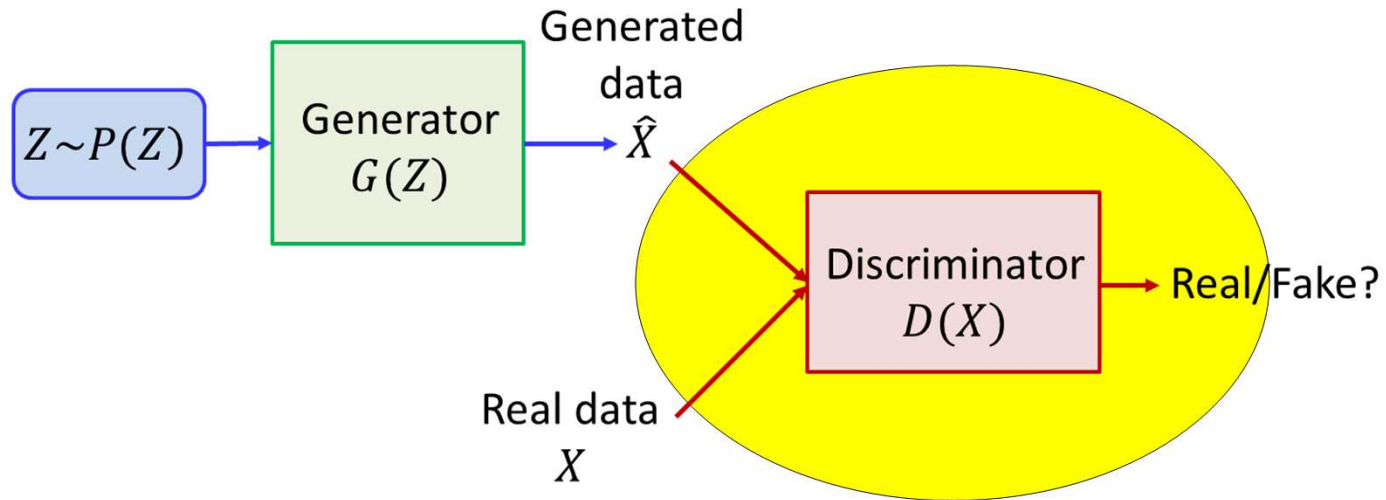 Z~P(Z)
Generator
G(Z)
Generated
data
X̂
Discriminator
D(X)
Real/Fake?
Real data
X